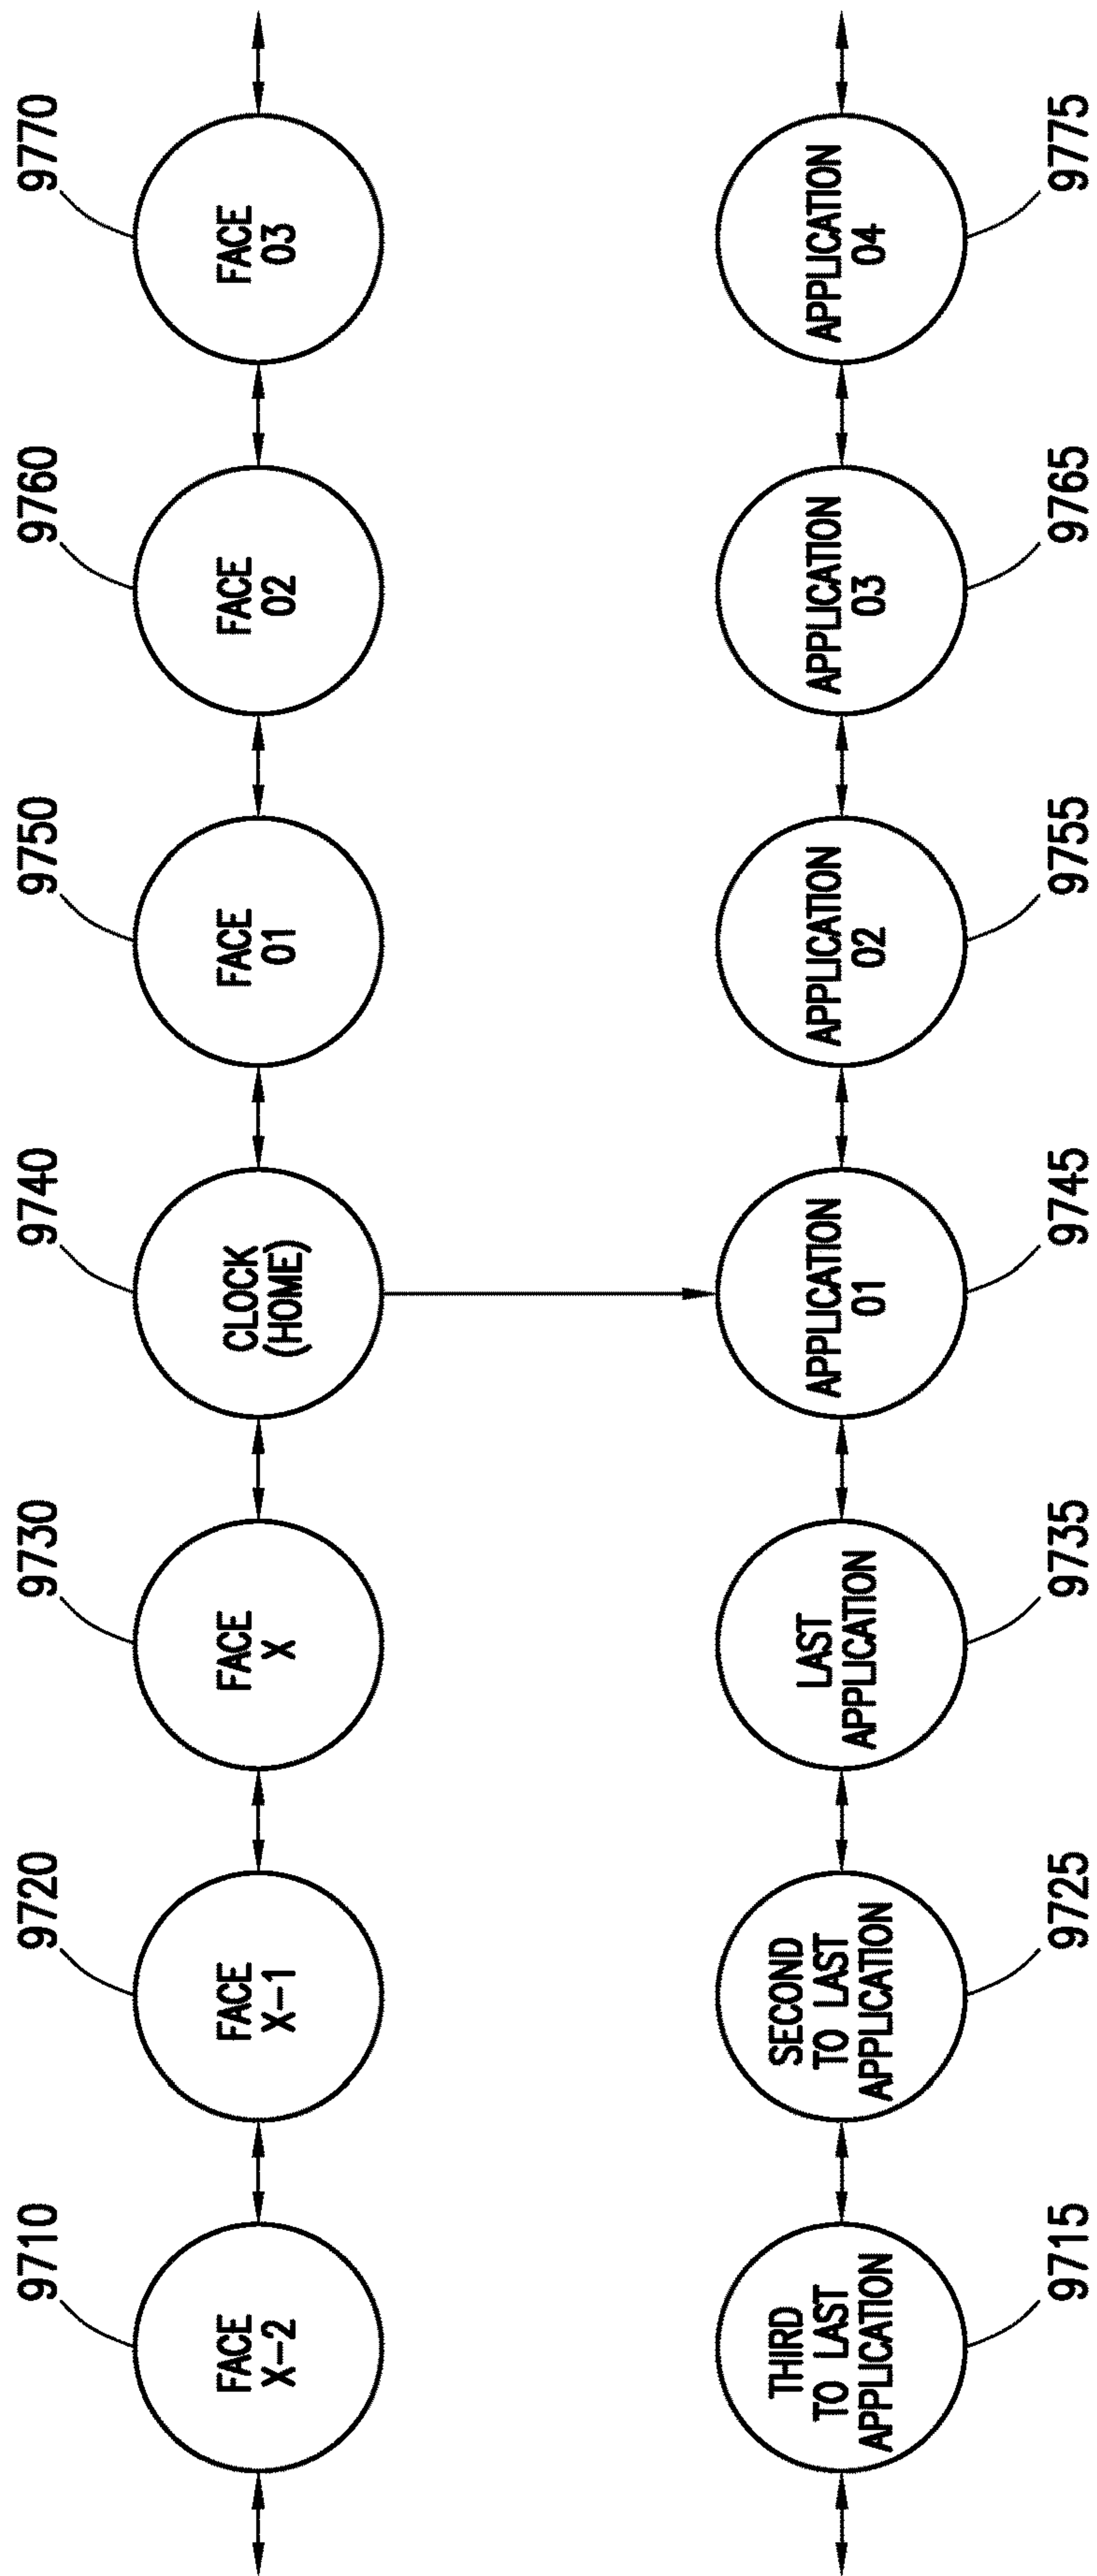 9710
9720
9730
9740
9750
9760
9770
FACE
X-2
FACE
X-1
FACE
X
CLOCK
(HOME)
FACE
01
FACE
02
FACE
03
THIRD
TO LAST
APPLICATION
SECOND
TO LAST
APPLICATION
LAST
APPLICATION
APPLICATION
01
APPLICATION
02
APPLICATION
03
APPLICATION
04
9715
9725
9735
9745
9755
9765
9775